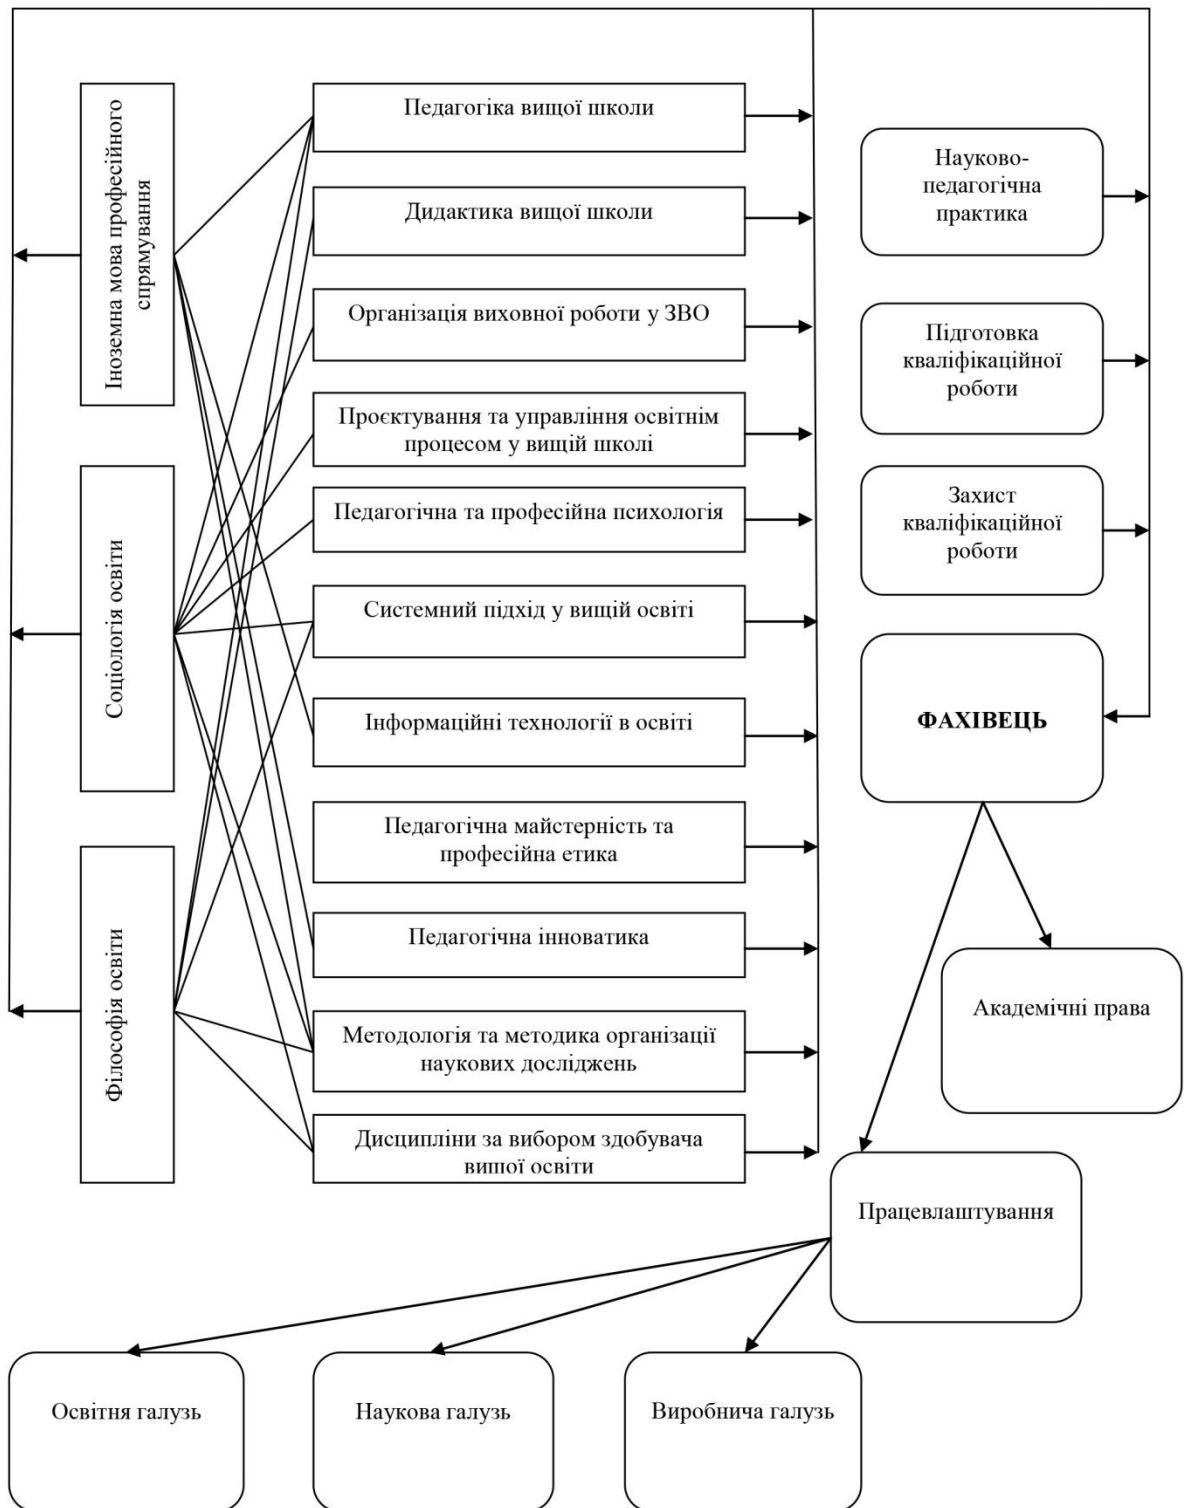 Іноземна мова професійного
спрямування
Соціологія освіти
Філософія освіти
Педагогіка вищої школи
Дидактика вищої школи
Організація виховної роботи у ЗВО
Проєктування та управління освітнім
процесом у вищій школі
Педагогічна та професійна психологія
Системний підхід у вищій освіті
Інформаційні технології в освіті
Педагогічна майстерність та
професійна етика
Педагогічна інноватика
Методологія та методика організації
наукових досліджень
Дисципліни за вибором здобувача
вищої освіти
Науково-
педагогічна
практика
Підготовка
кваліфікаційної
роботи
Захист
кваліфікаційної
роботи
ФАХІВЕЦЬ
Академічні права
Працевлаштування
Освітня галузь
Наукова галузь
Виробнича галузь